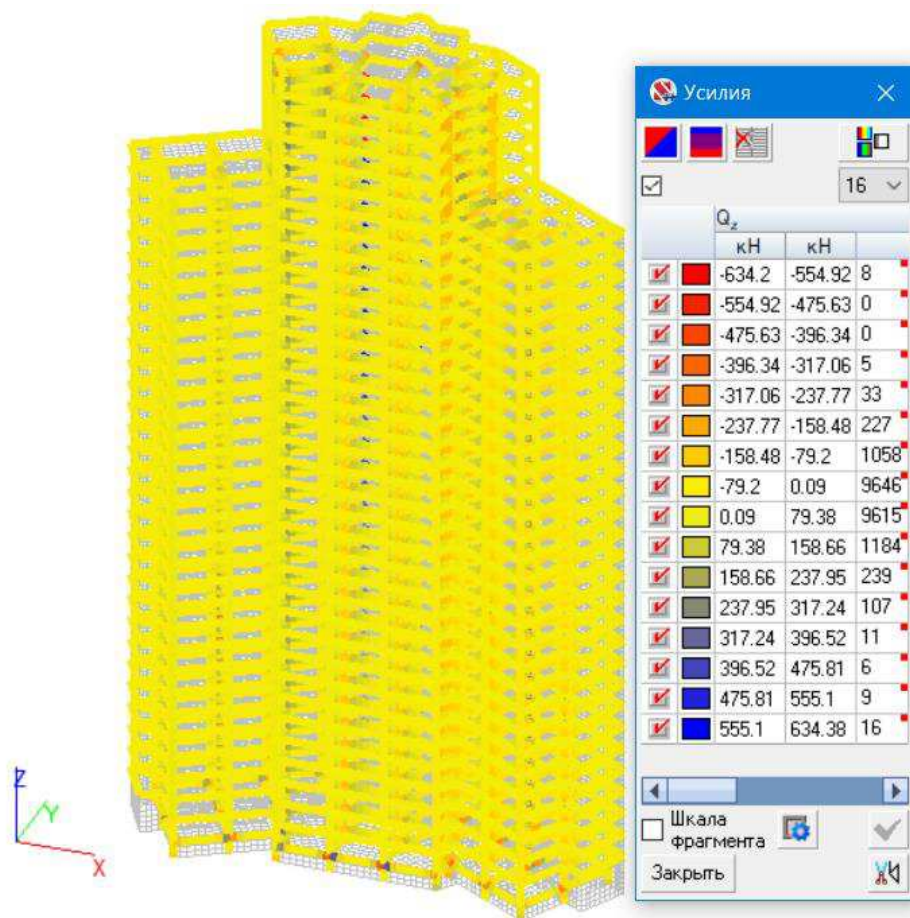 Усилия
16
Qz
кН кН
-634.2 -554.92 8
-554.92 -475.63 0
-475.63 -396.34 0
-396.34 -317.06 5
-317.06 -237.77 33
-237.77 -158.48 227
-158.48 -79.2 1058
-79.2 0.09 9646
0.09 79.38 9615
79.38 158.66 1184
158.66 237.95 239
237.95 317.24 107
317.24 396.52 11
396.52 475.81 6
475.81 555.1 9
555.1 634.38 16
Шкала
фрагмента
Закрыть
Z
Y
X